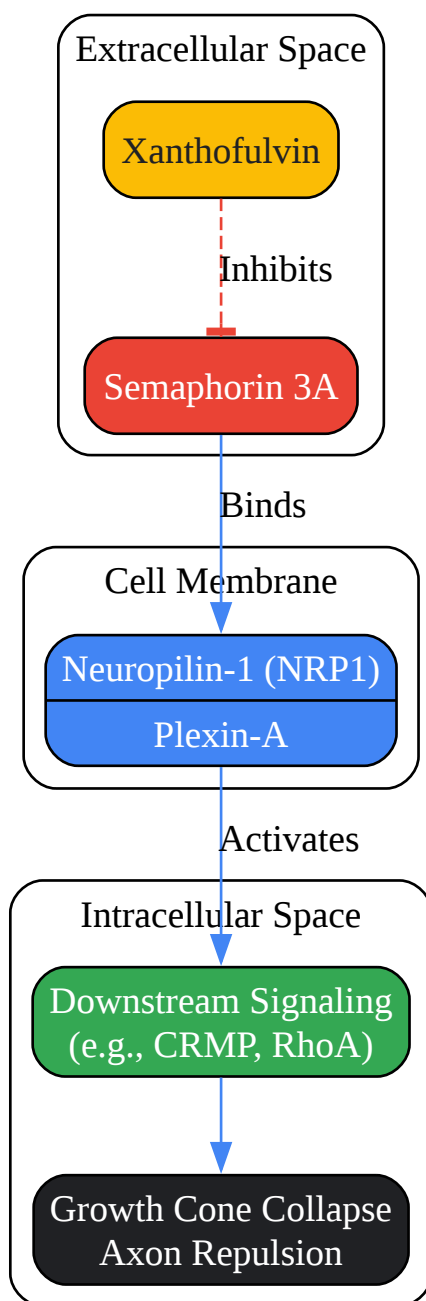 Extracellular Space
Xanthofulvin
Inhibits
Semaphorin 3A
Binds
Cell Membrane
Neuropilin-1 (NRP1)
Plexin-A
Activates
Intracellular Space
Downstream Signaling
(e.g., CRMP, RhoA)
Growth Cone Collapse
Axon Repulsion